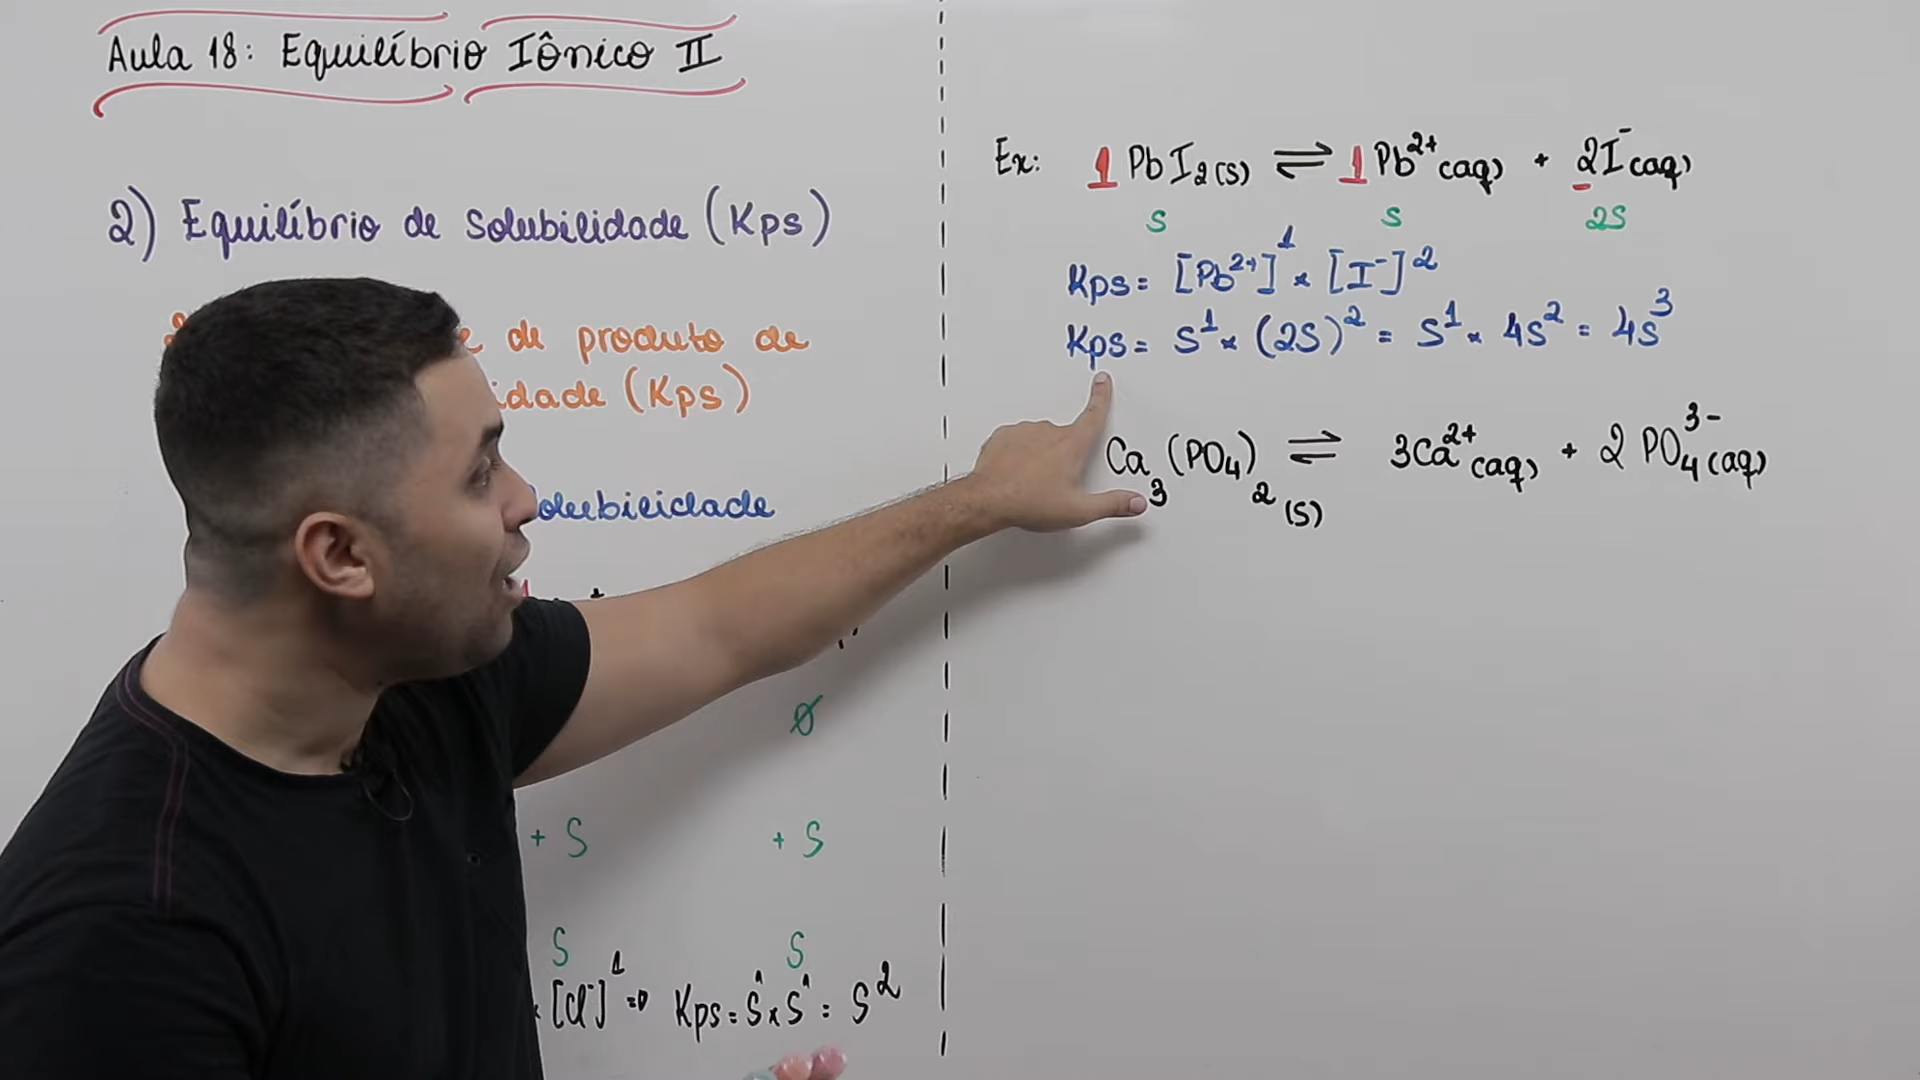 Aula 18: Equilíbrio Iônico II
2) Equilíbrio de solubilidade (Kps)
de produto de
idade (Kps)
solubilidade
Ø
+ S + S
S S
[Cl⁻]¹ ⇒ Kps = S¹ × S¹ = S²
Ex: 1 PbI₂(s) ⇌ 1 Pb²⁺(aq) + 2I⁻(aq)
S S 2S
Kps = [Pb²⁺]¹ × [I⁻]²
Kps = S¹ × (2S)² = S¹ × 4S² = 4S³
Ca₃(PO₄)₂(s) ⇌ 3Ca²⁺(aq) + 2 PO₄³⁻(aq)